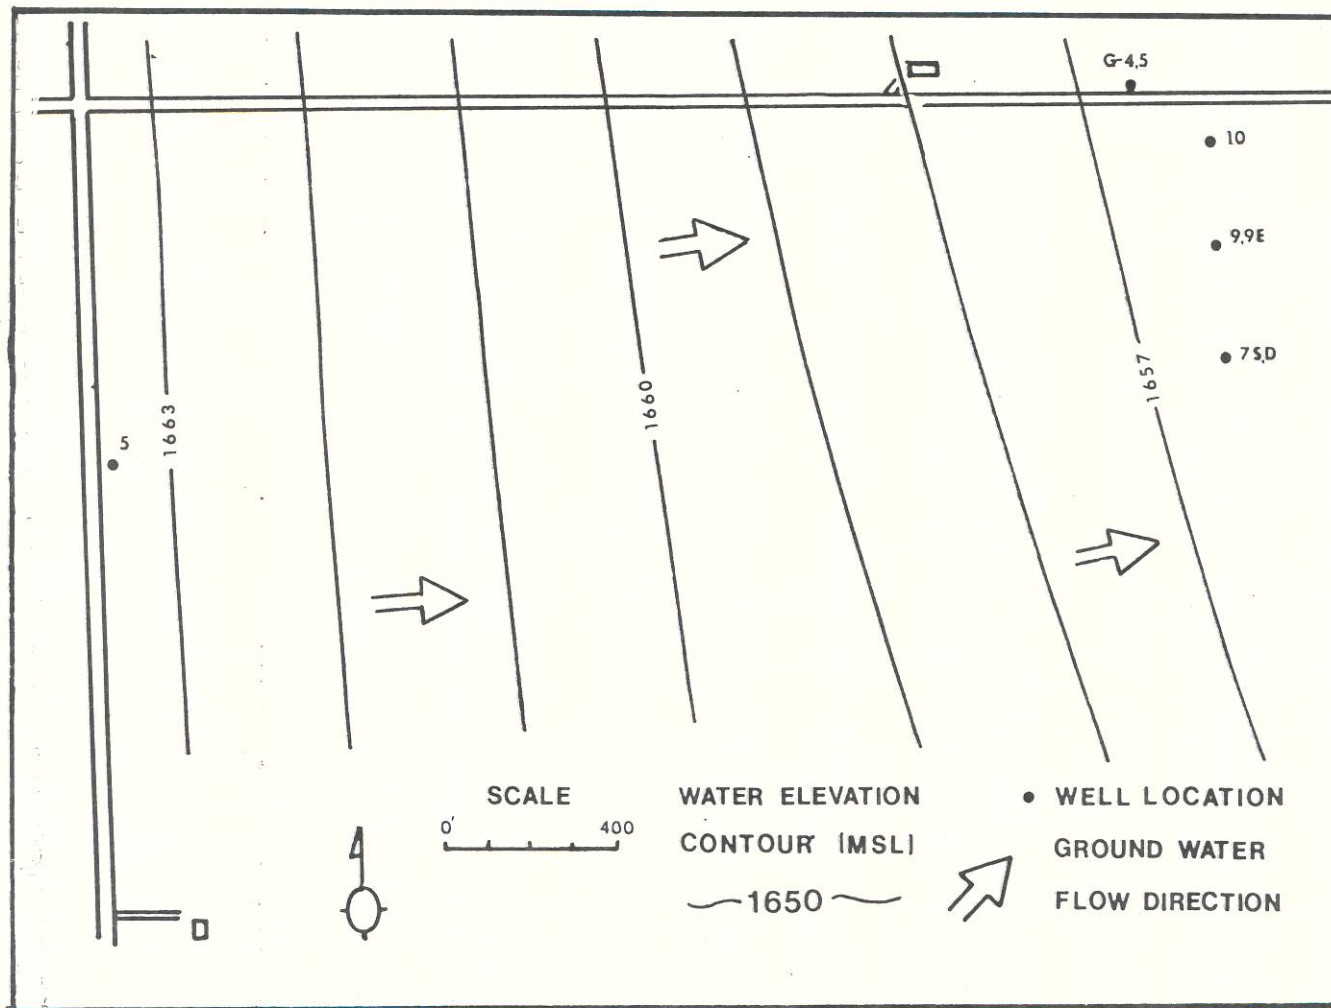 G-4,5
10
9,9E
7S,D
1657
1660
1663
5
SCALE
0' 400
WATER ELEVATION
CONTOUR (MSL)
1650
WELL LOCATION
GROUND WATER
FLOW DIRECTION